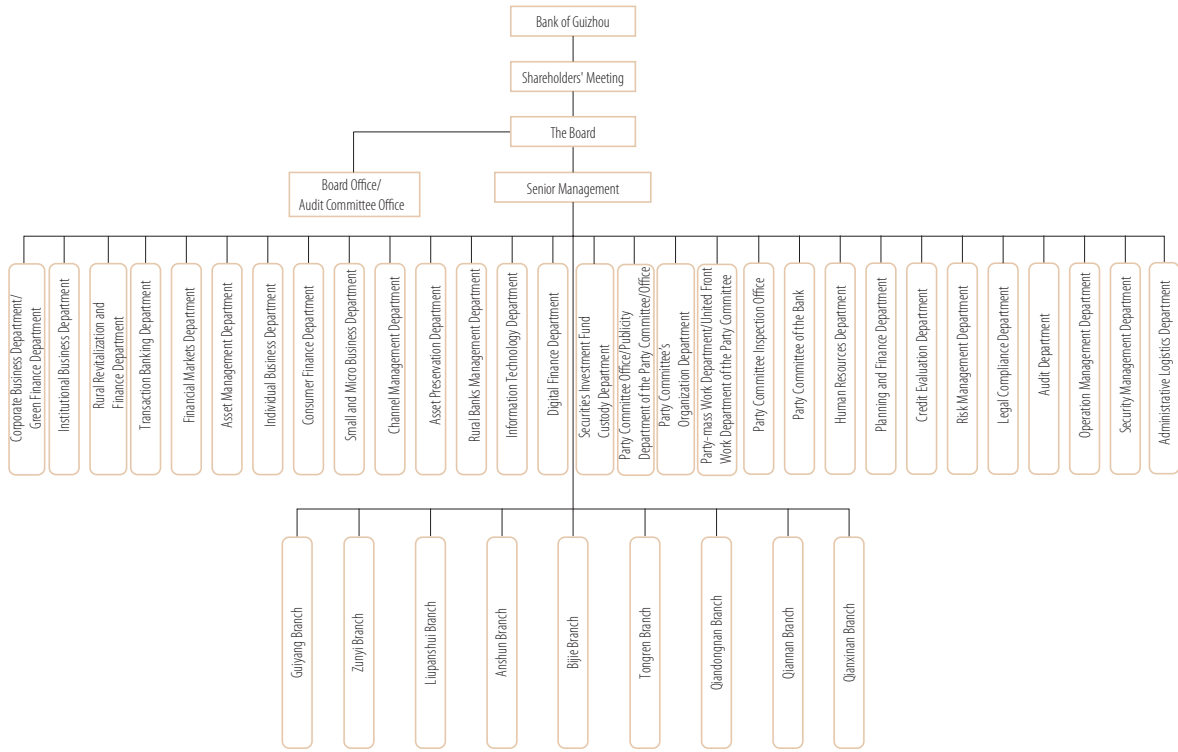 Bank of Guizhou
Shareholders' Meeting
The Board
Board Office/
Audit Committee Office
Senior Management
Corporate Business Department/
Green Finance Department
Institutional Business Department
Rural Revitalization and
Finance Department
Transaction Banking Department
Financial Markets Department
Asset Management Department
Individual Business Department
Consumer Finance Department
Small and Micro Business Department
Channel Management Department
Asset Preservation Department
Rural Banks Management Department
Information Technology Department
Digital Finance Department
Securities Investment Fund
Custody Department
Party Committee Office/Publicity
Department of the Party Committee/Office
Party Committee's
Organization Department
Party-mass Work Department/United Front
Work Department of the Party Committee
Party Committee Inspection Office
Party Committee of the Bank
Human Resources Department
Planning and Finance Department
Credit Evaluation Department
Risk Management Department
Legal Compliance Department
Audit Department
Operation Management Department
Security Management Department
Administrative Logistics Department
Guiyang Branch
Zunyi Branch
Liupanshui Branch
Anshun Branch
Bijie Branch
Tongren Branch
Qiandongnan Branch
Qiannan Branch
Qianxinan Branch